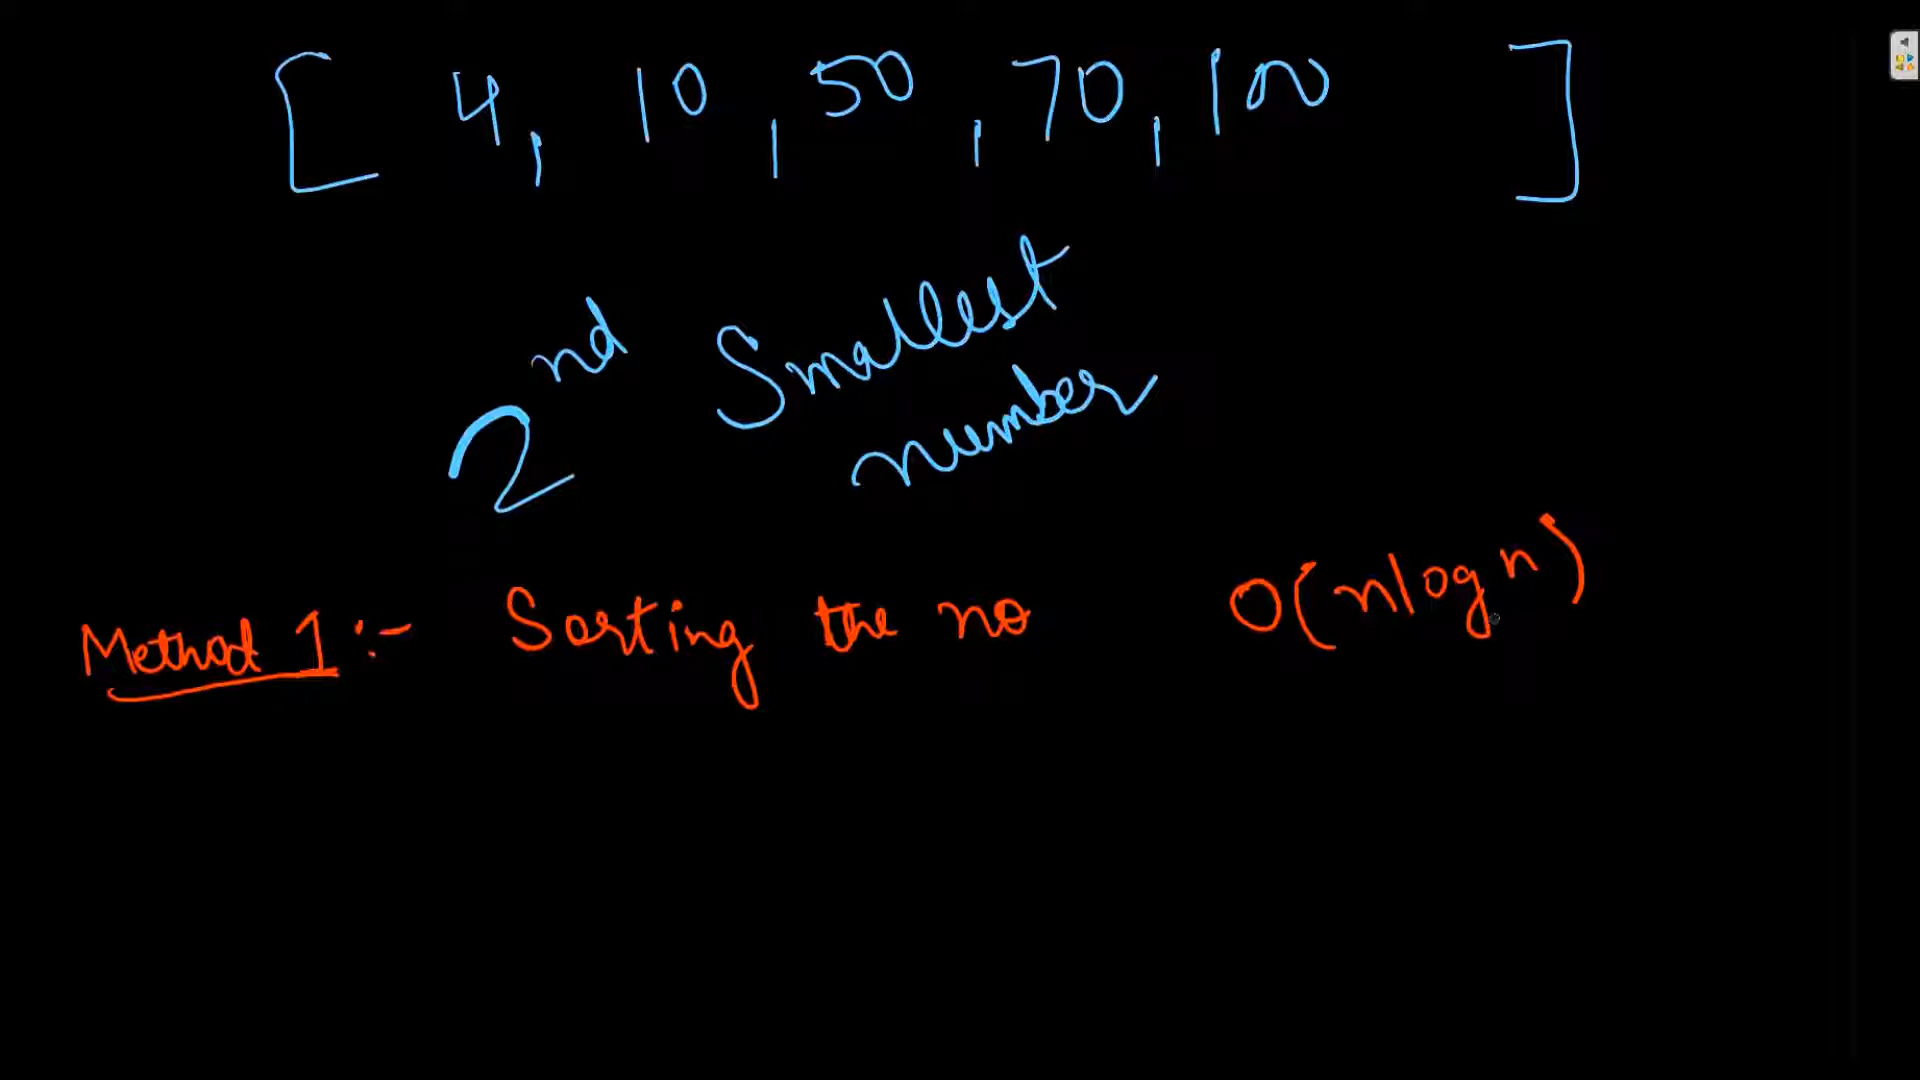 [ 4, 10, 50, 70, 100 ]
2nd Smallest
number
Method 1:- Sorting the no O(nlogn)